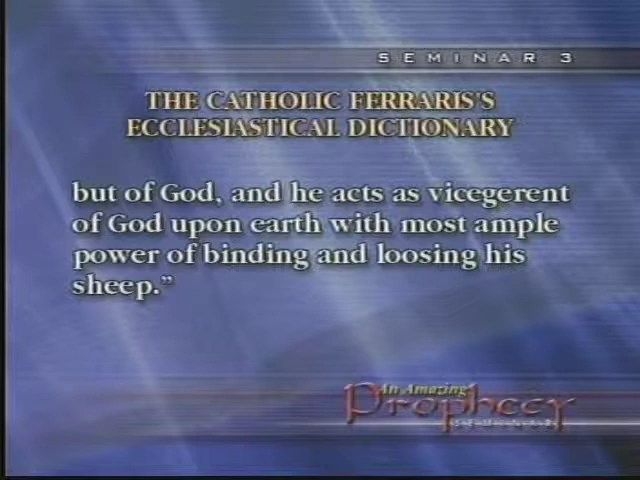 SEMINAR 3
THE CATHOLIC FERRARIS'S
ECCLESIASTICAL DICTIONARY
but of God, and he acts as vicegerent
of God upon earth with most ample
power of binding and loosing his
sheep.”
An Amazing
Prophecy